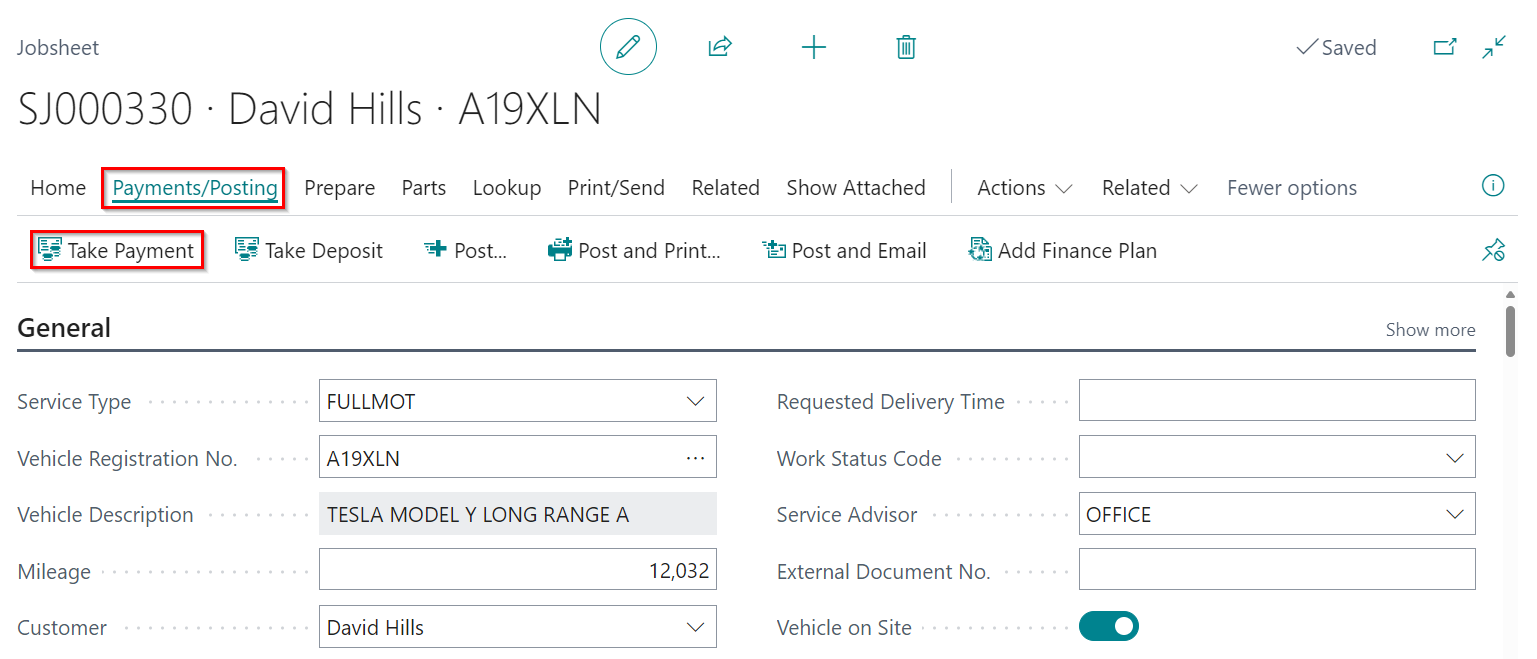 Jobsheet
Saved
SJ000330 · David Hills · A19XLN
Home Payments/Posting Prepare Parts Lookup Print/Send Related Show Attached Actions Related Fewer options
Take Payment Take Deposit Post... Post and Print... Post and Email Add Finance Plan
General
Show more
Service Type FULLMOT
Requested Delivery Time
Vehicle Registration No. A19XLN
Work Status Code
Vehicle Description TESLA MODEL Y LONG RANGE A
Service Advisor OFFICE
Mileage 12,032
External Document No.
Customer David Hills
Vehicle on Site